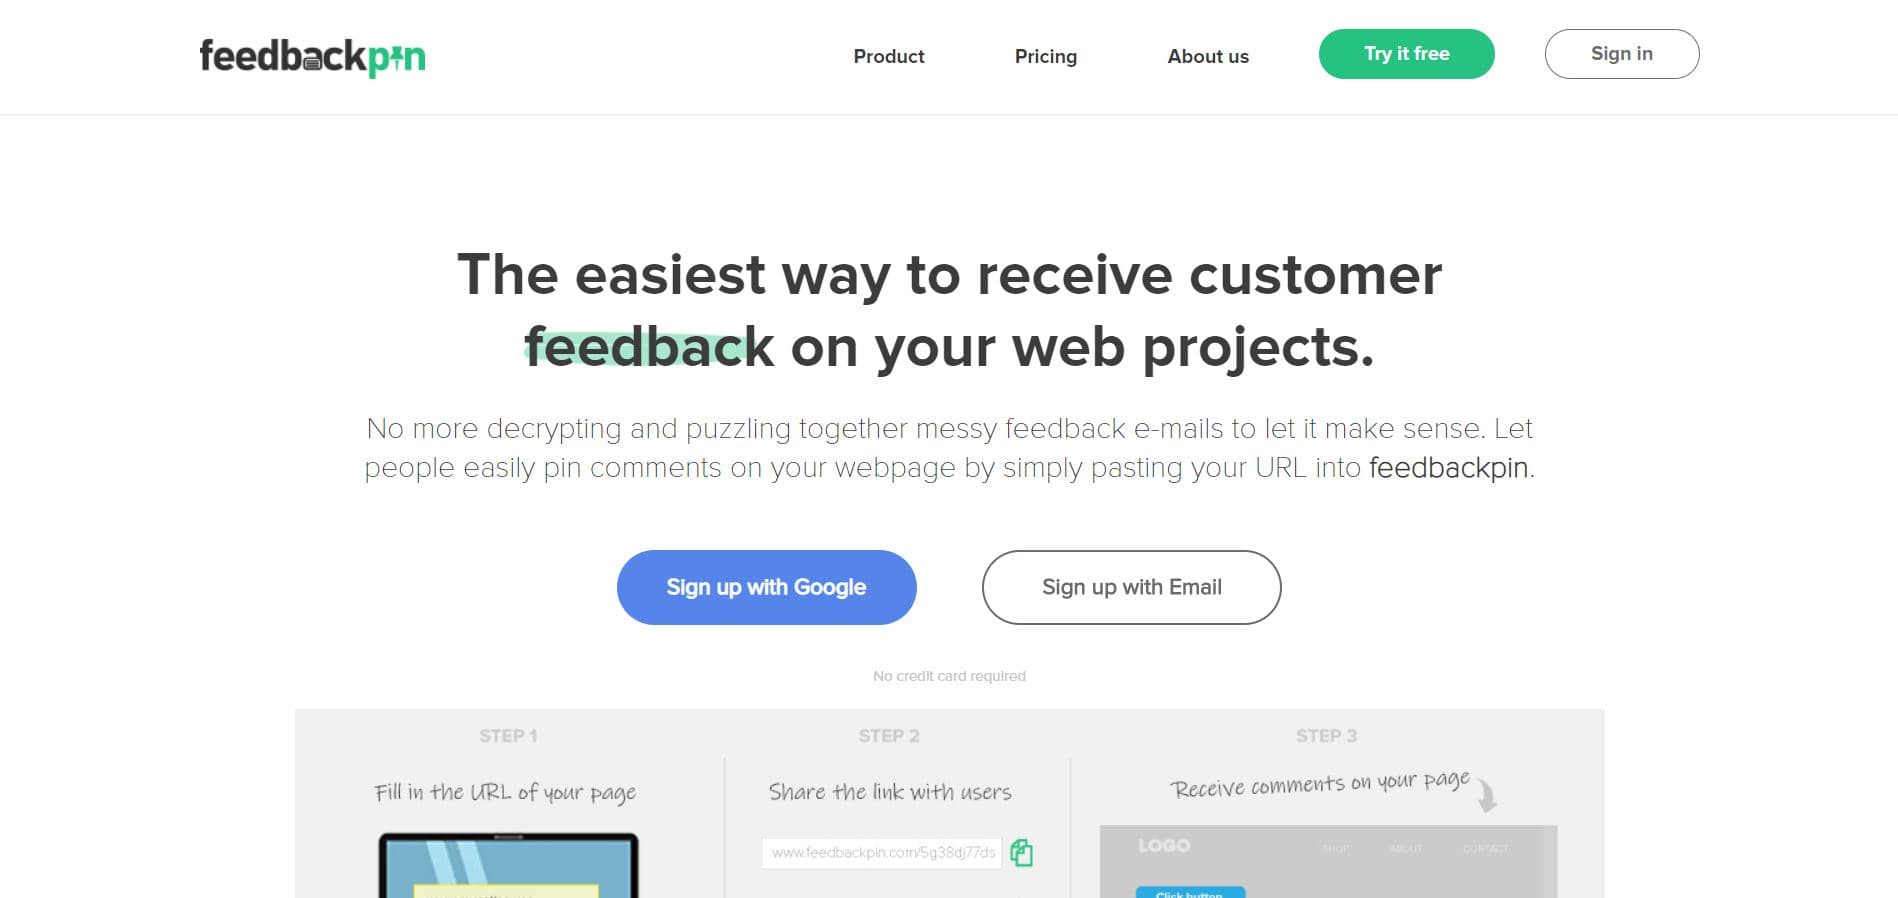 feedbackpin
Product
Pricing
About us
Try it free
Sign in
The easiest way to receive customer
feedback on your web projects.
No more decrypting and puzzling together messy feedback e-mails to let it make sense. Let
people easily pin comments on your webpage by simply pasting your URL into feedbackpin.
Sign up with Google
Sign up with Email
No credit card required
STEP 1
Fill in the URL of your page
STEP 2
Share the link with users
www.feedbackpin.com/5g38dj77ds
STEP 3
Receive comments on your page
LOGO
SHOP
ABOUT
CONTACT
Click button